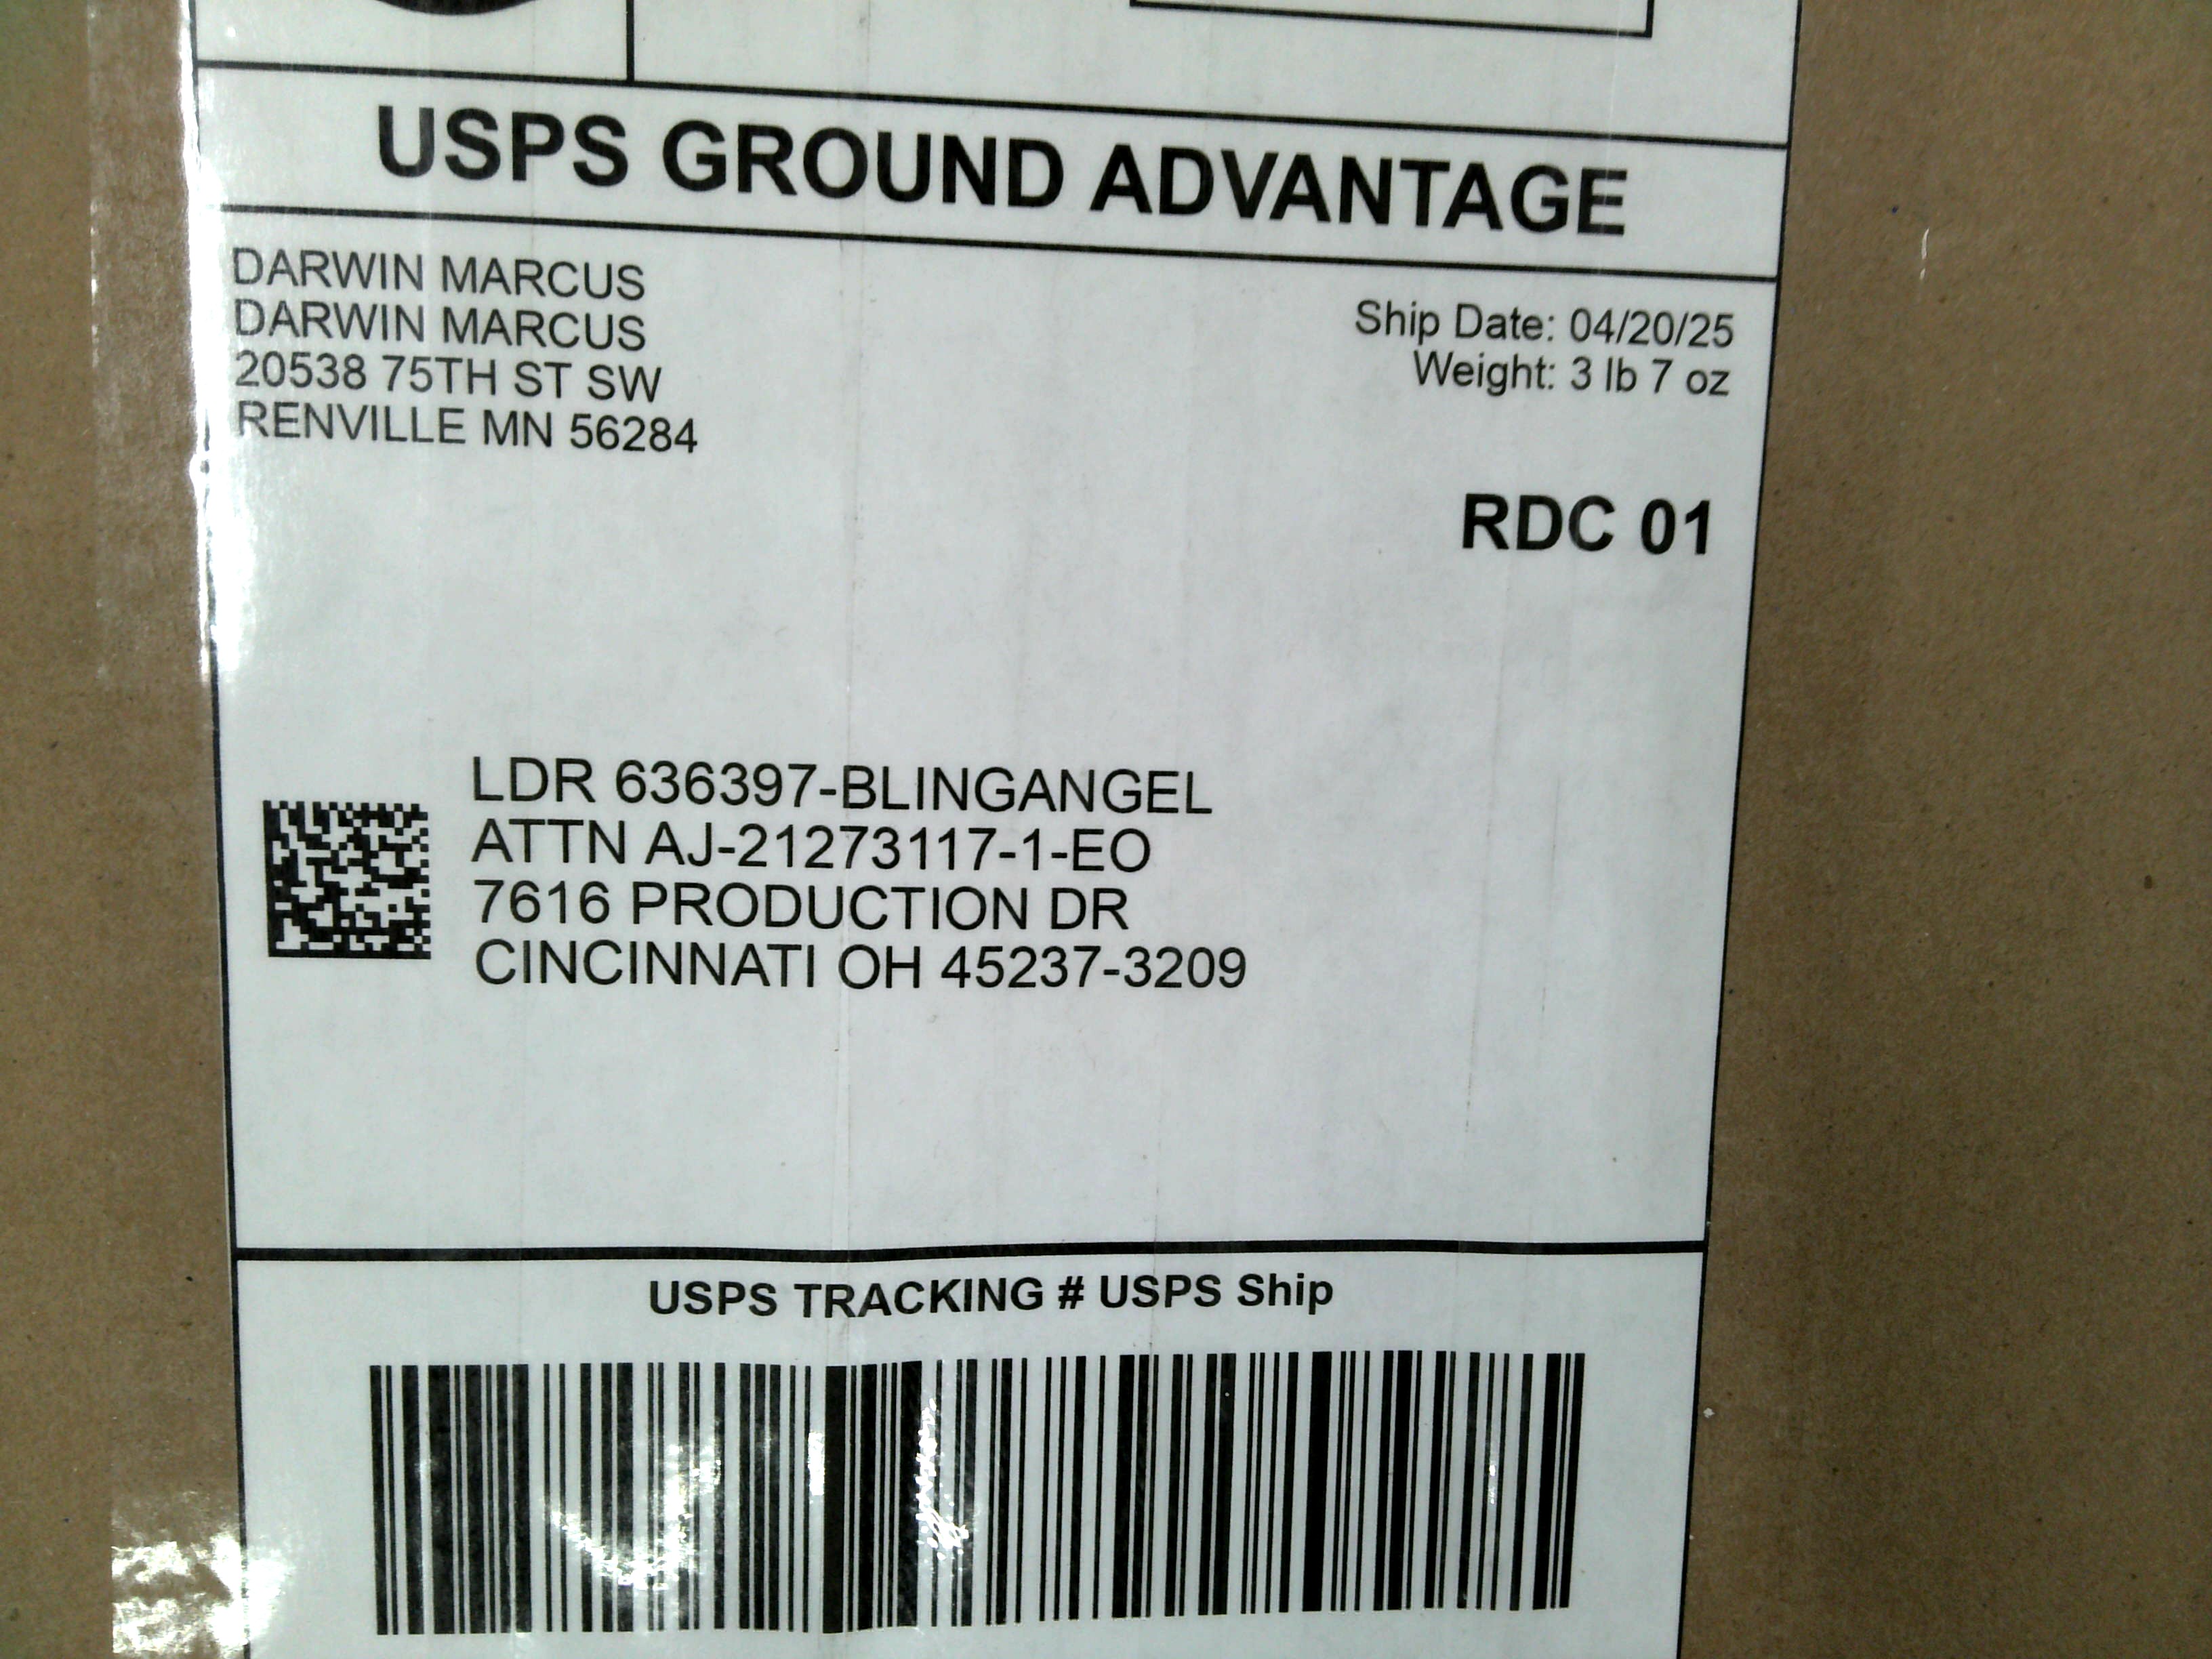 USPS GROUND ADVANTAGE
DARWIN MARCUS
DARWIN MARCUS
20538 75TH ST SW
RENVILLE MN 56284
Ship Date: 04/20/25
Weight: 3 lb 7 oz
RDC 01
LDR 636397-BLINGANGEL
ATTN AJ-21273117-1-EO
7616 PRODUCTION DR
CINCINNATI OH 45237-3209
USPS TRACKING # USPS Ship